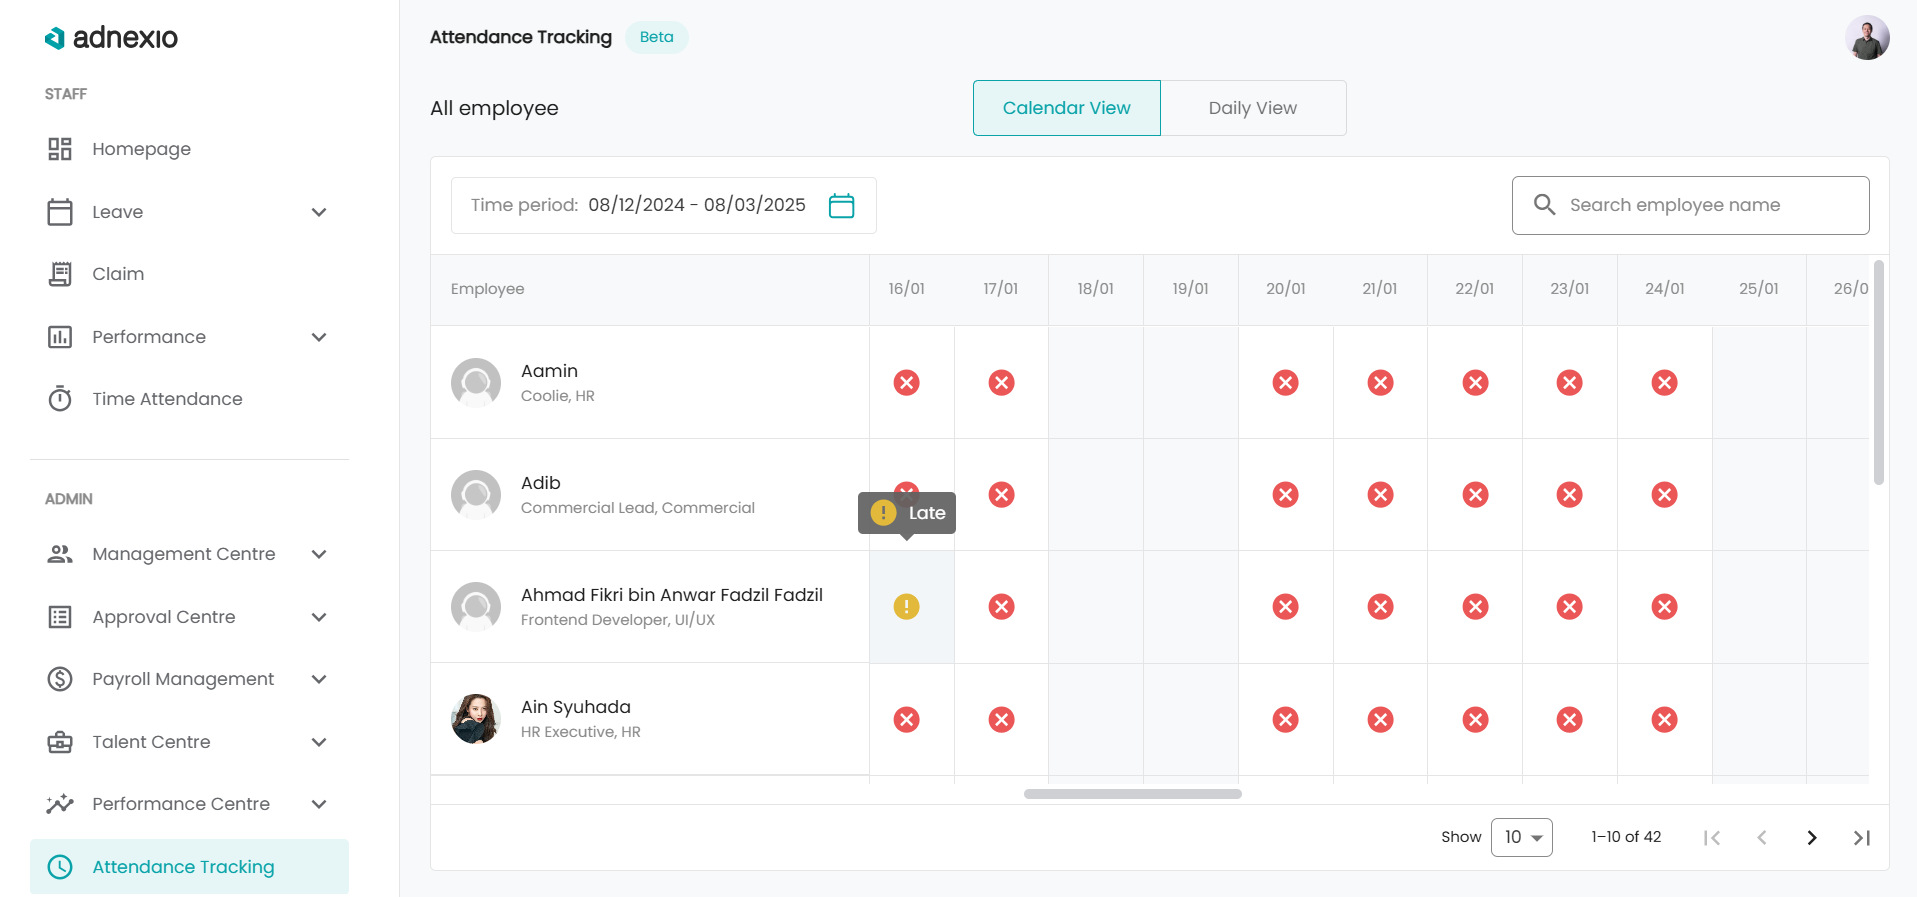 adnexio
STAFF
Homepage
Leave
Claim
Performance
Time Attendance
ADMIN
Management Centre
Approval Centre
Payroll Management
Talent Centre
Performance Centre
Attendance Tracking
Attendance Tracking Beta
All employee
Calendar View Daily View
Time period: 08/12/2024 - 08/03/2025
Search employee name
Employee 16/01 17/01 18/01 19/01 20/01 21/01 22/01 23/01 24/01 25/01 26/0
Aamin
Coolie, HR
Adib
Commercial Lead, Commercial
Late
Ahmad Fikri bin Anwar Fadzil Fadzil
Frontend Developer, UI/UX
Ain Syuhada
HR Executive, HR
Show 10 1–10 of 42